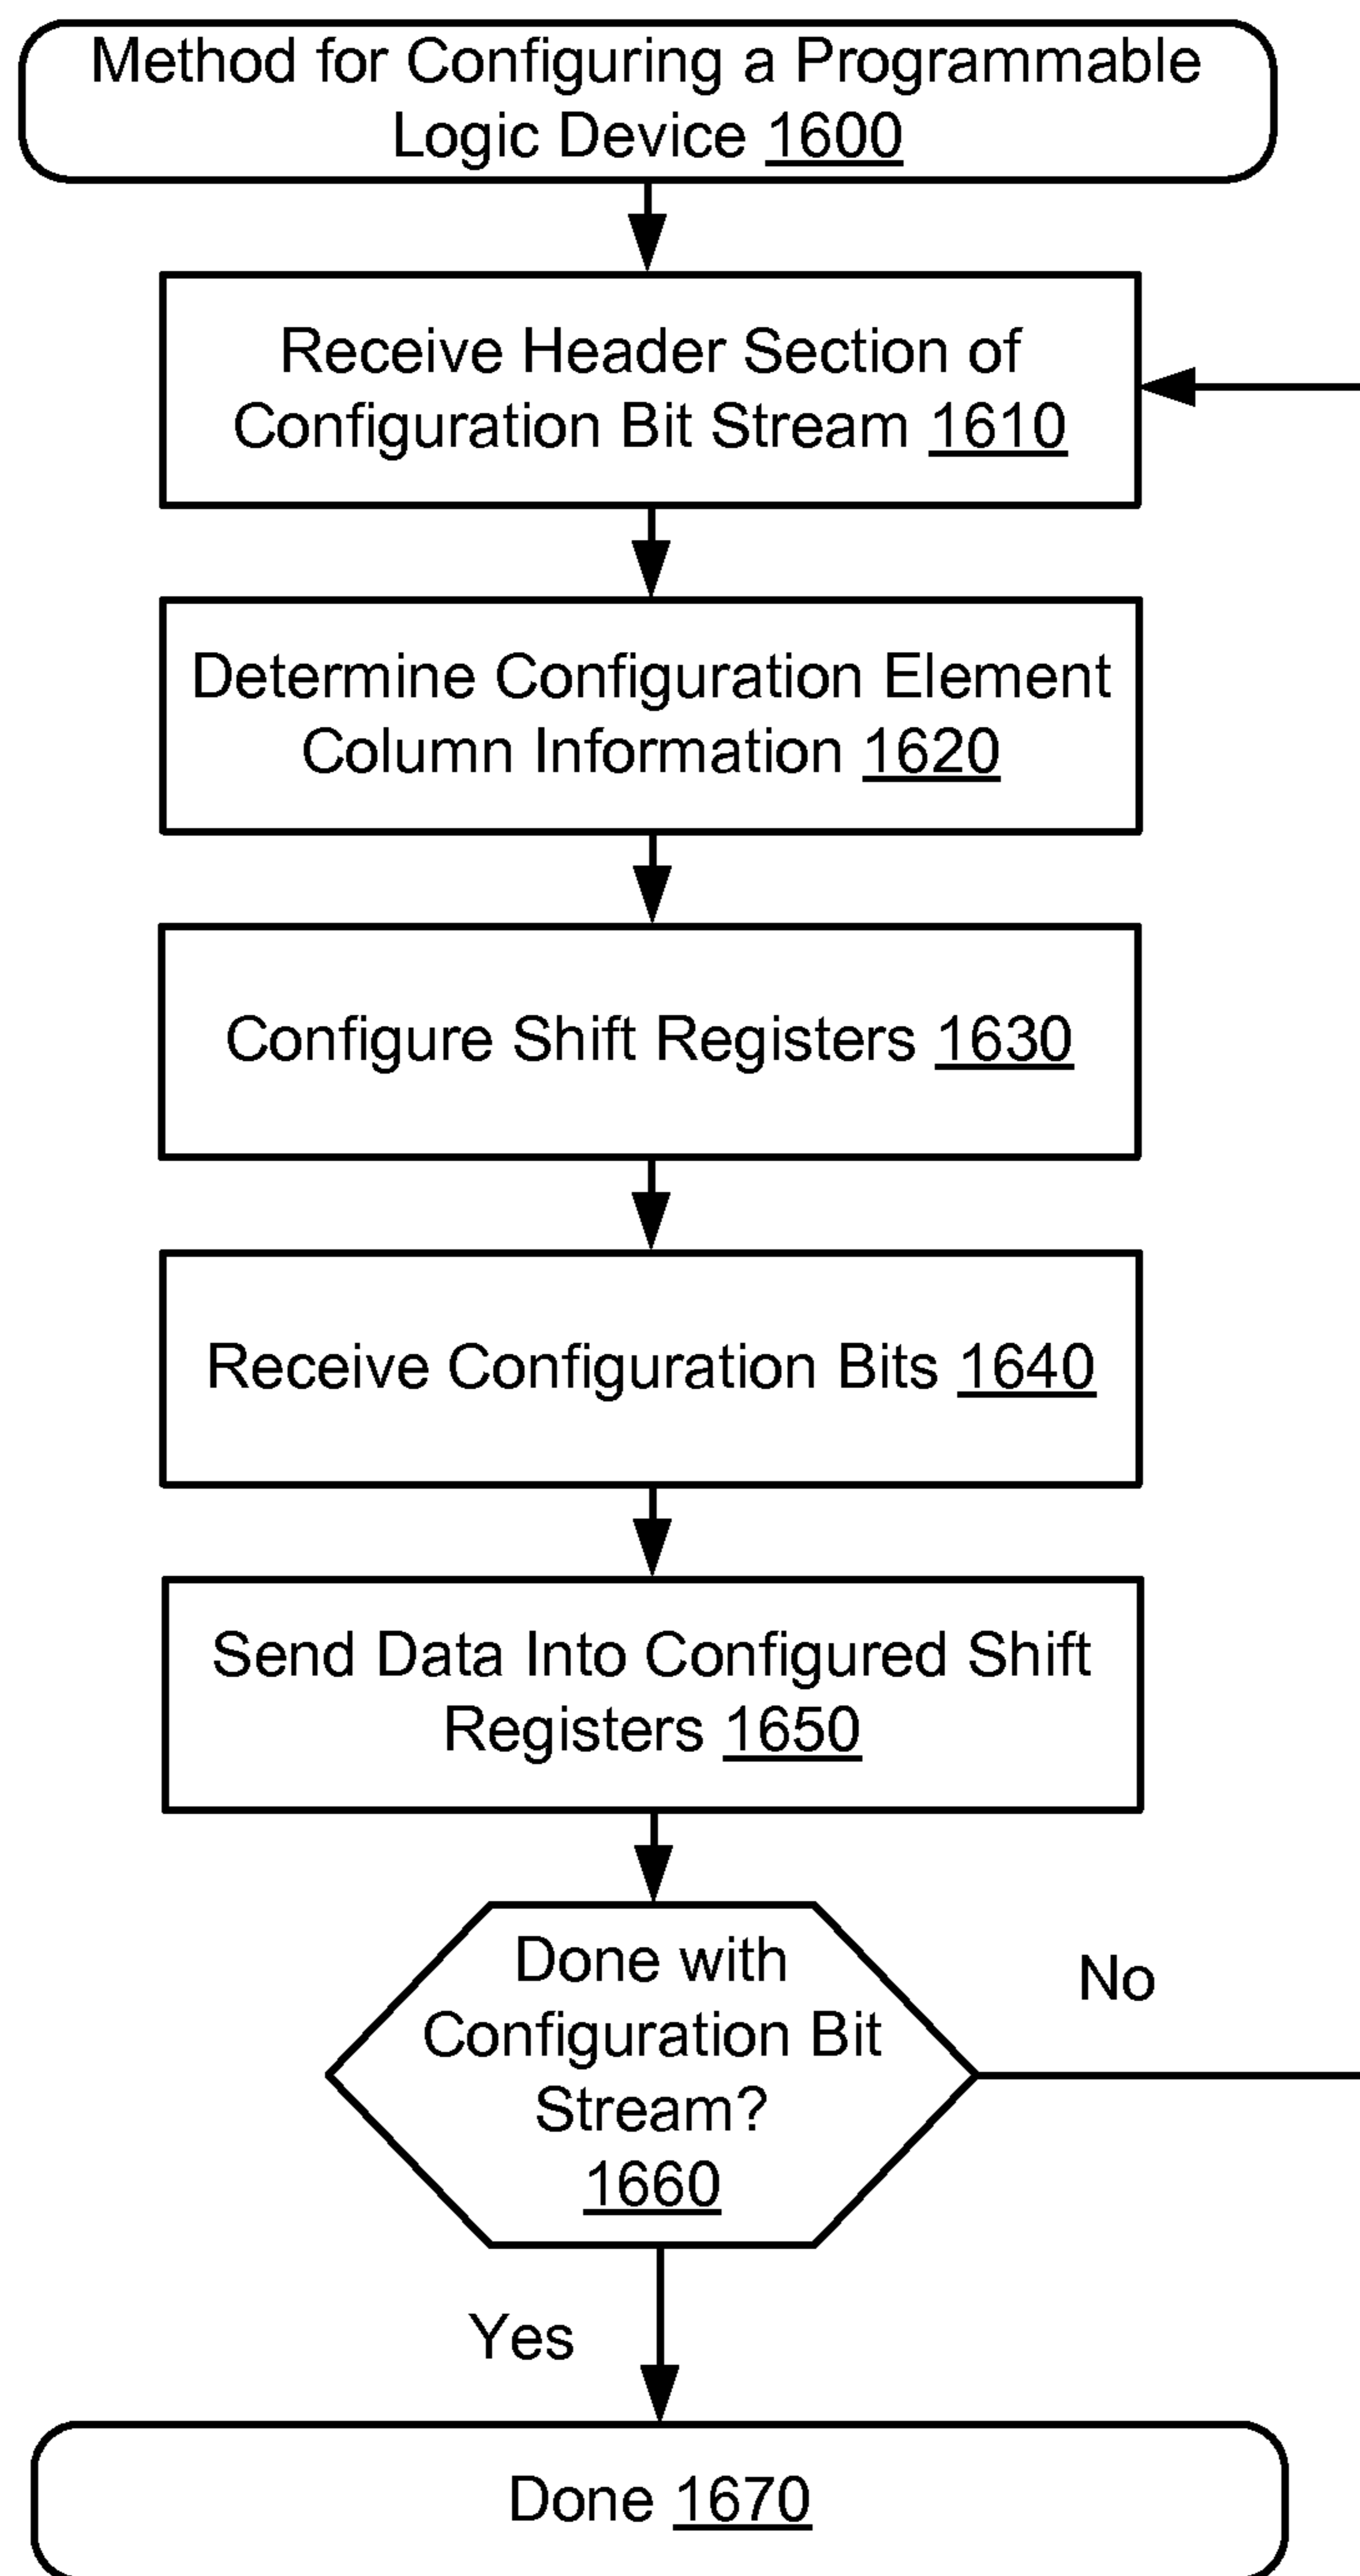 Method for Configuring a Programmable
Logic Device 1600
Receive Header Section of
Configuration Bit Stream 1610
Determine Configuration Element
Column Information 1620
Configure Shift Registers 1630
Receive Configuration Bits 1640
Send Data Into Configured Shift
Registers 1650
Done with
Configuration Bit
Stream?
1660
No
Yes
Done 1670